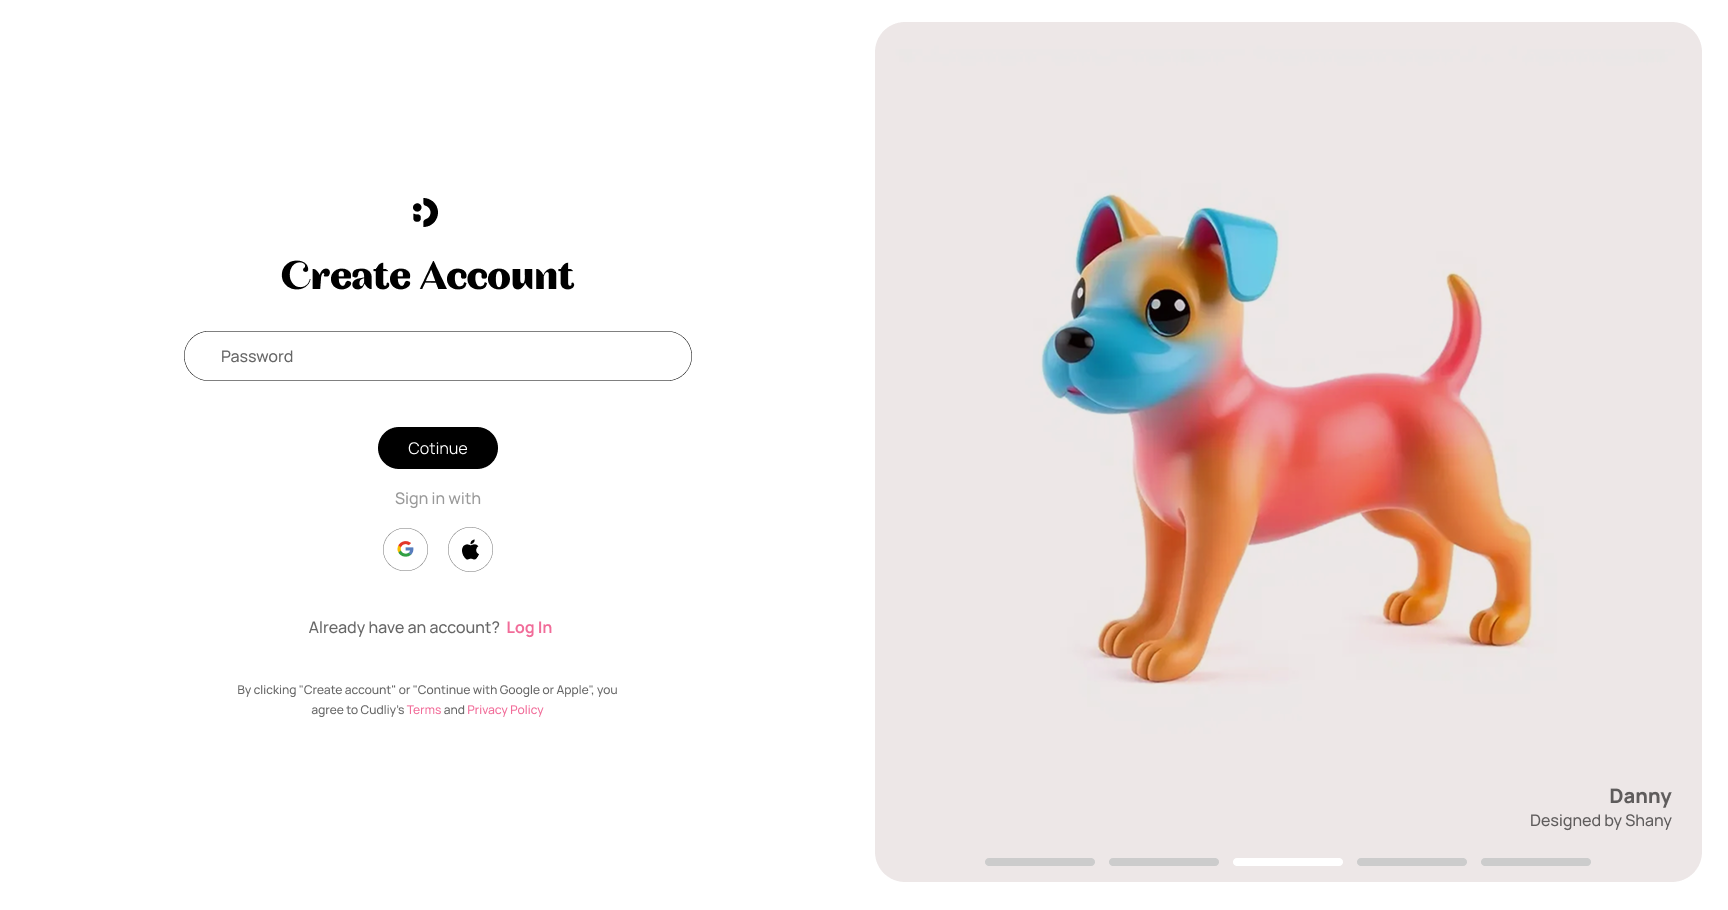 Create Account
Password
Cotinue
Sign in with
Already have an account? Log In
By clicking "Create account" or "Continue with Google or Apple", you
agree to Cudliy's Terms and Privacy Policy
Danny
Designed by Shany